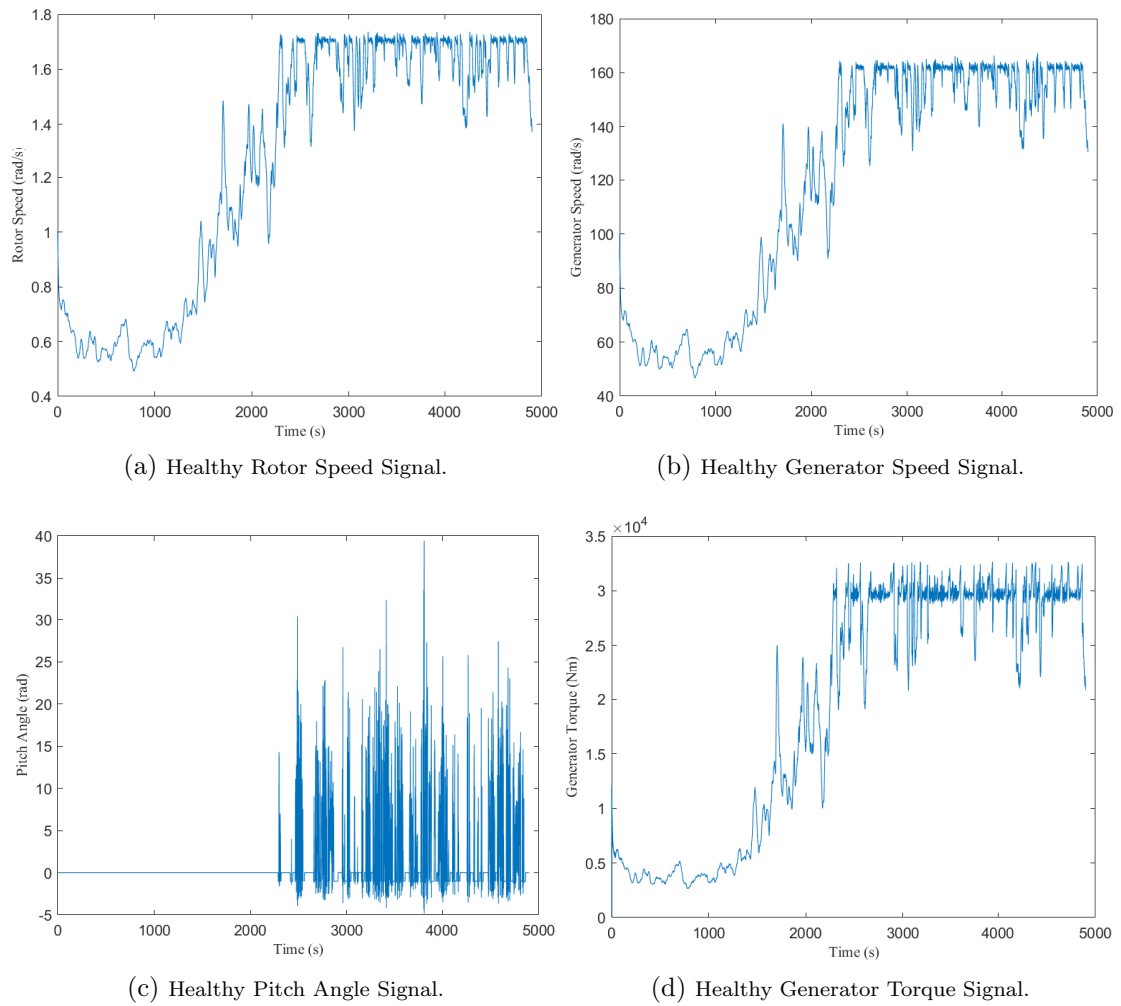 1.8
1.6
1.4
1.2
1
0.8
0.6
0.4
Rotor Speed (rad/s)
0 1000 2000 3000 4000 5000
Time (s)
(a) Healthy Rotor Speed Signal.
180
160
140
120
100
80
60
40
Generator Speed (rad/s)
0 1000 2000 3000 4000 5000
Time (s)
(b) Healthy Generator Speed Signal.
40
35
30
25
20
15
10
5
0
-5
Pitch Angle (rad)
0 1000 2000 3000 4000 5000
Time (s)
(c) Healthy Pitch Angle Signal.
×10⁴
3.5
3
2.5
2
1.5
1
0.5
0
Generator Torque (Nm)
0 1000 2000 3000 4000 5000
Time (s)
(d) Healthy Generator Torque Signal.